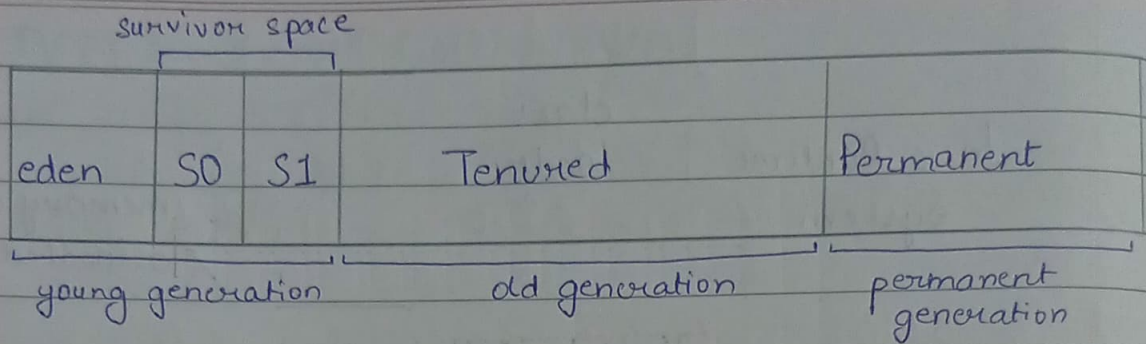 survivor space
eden S0 S1 Tenured Permanent
young generation old generation permanent
generation